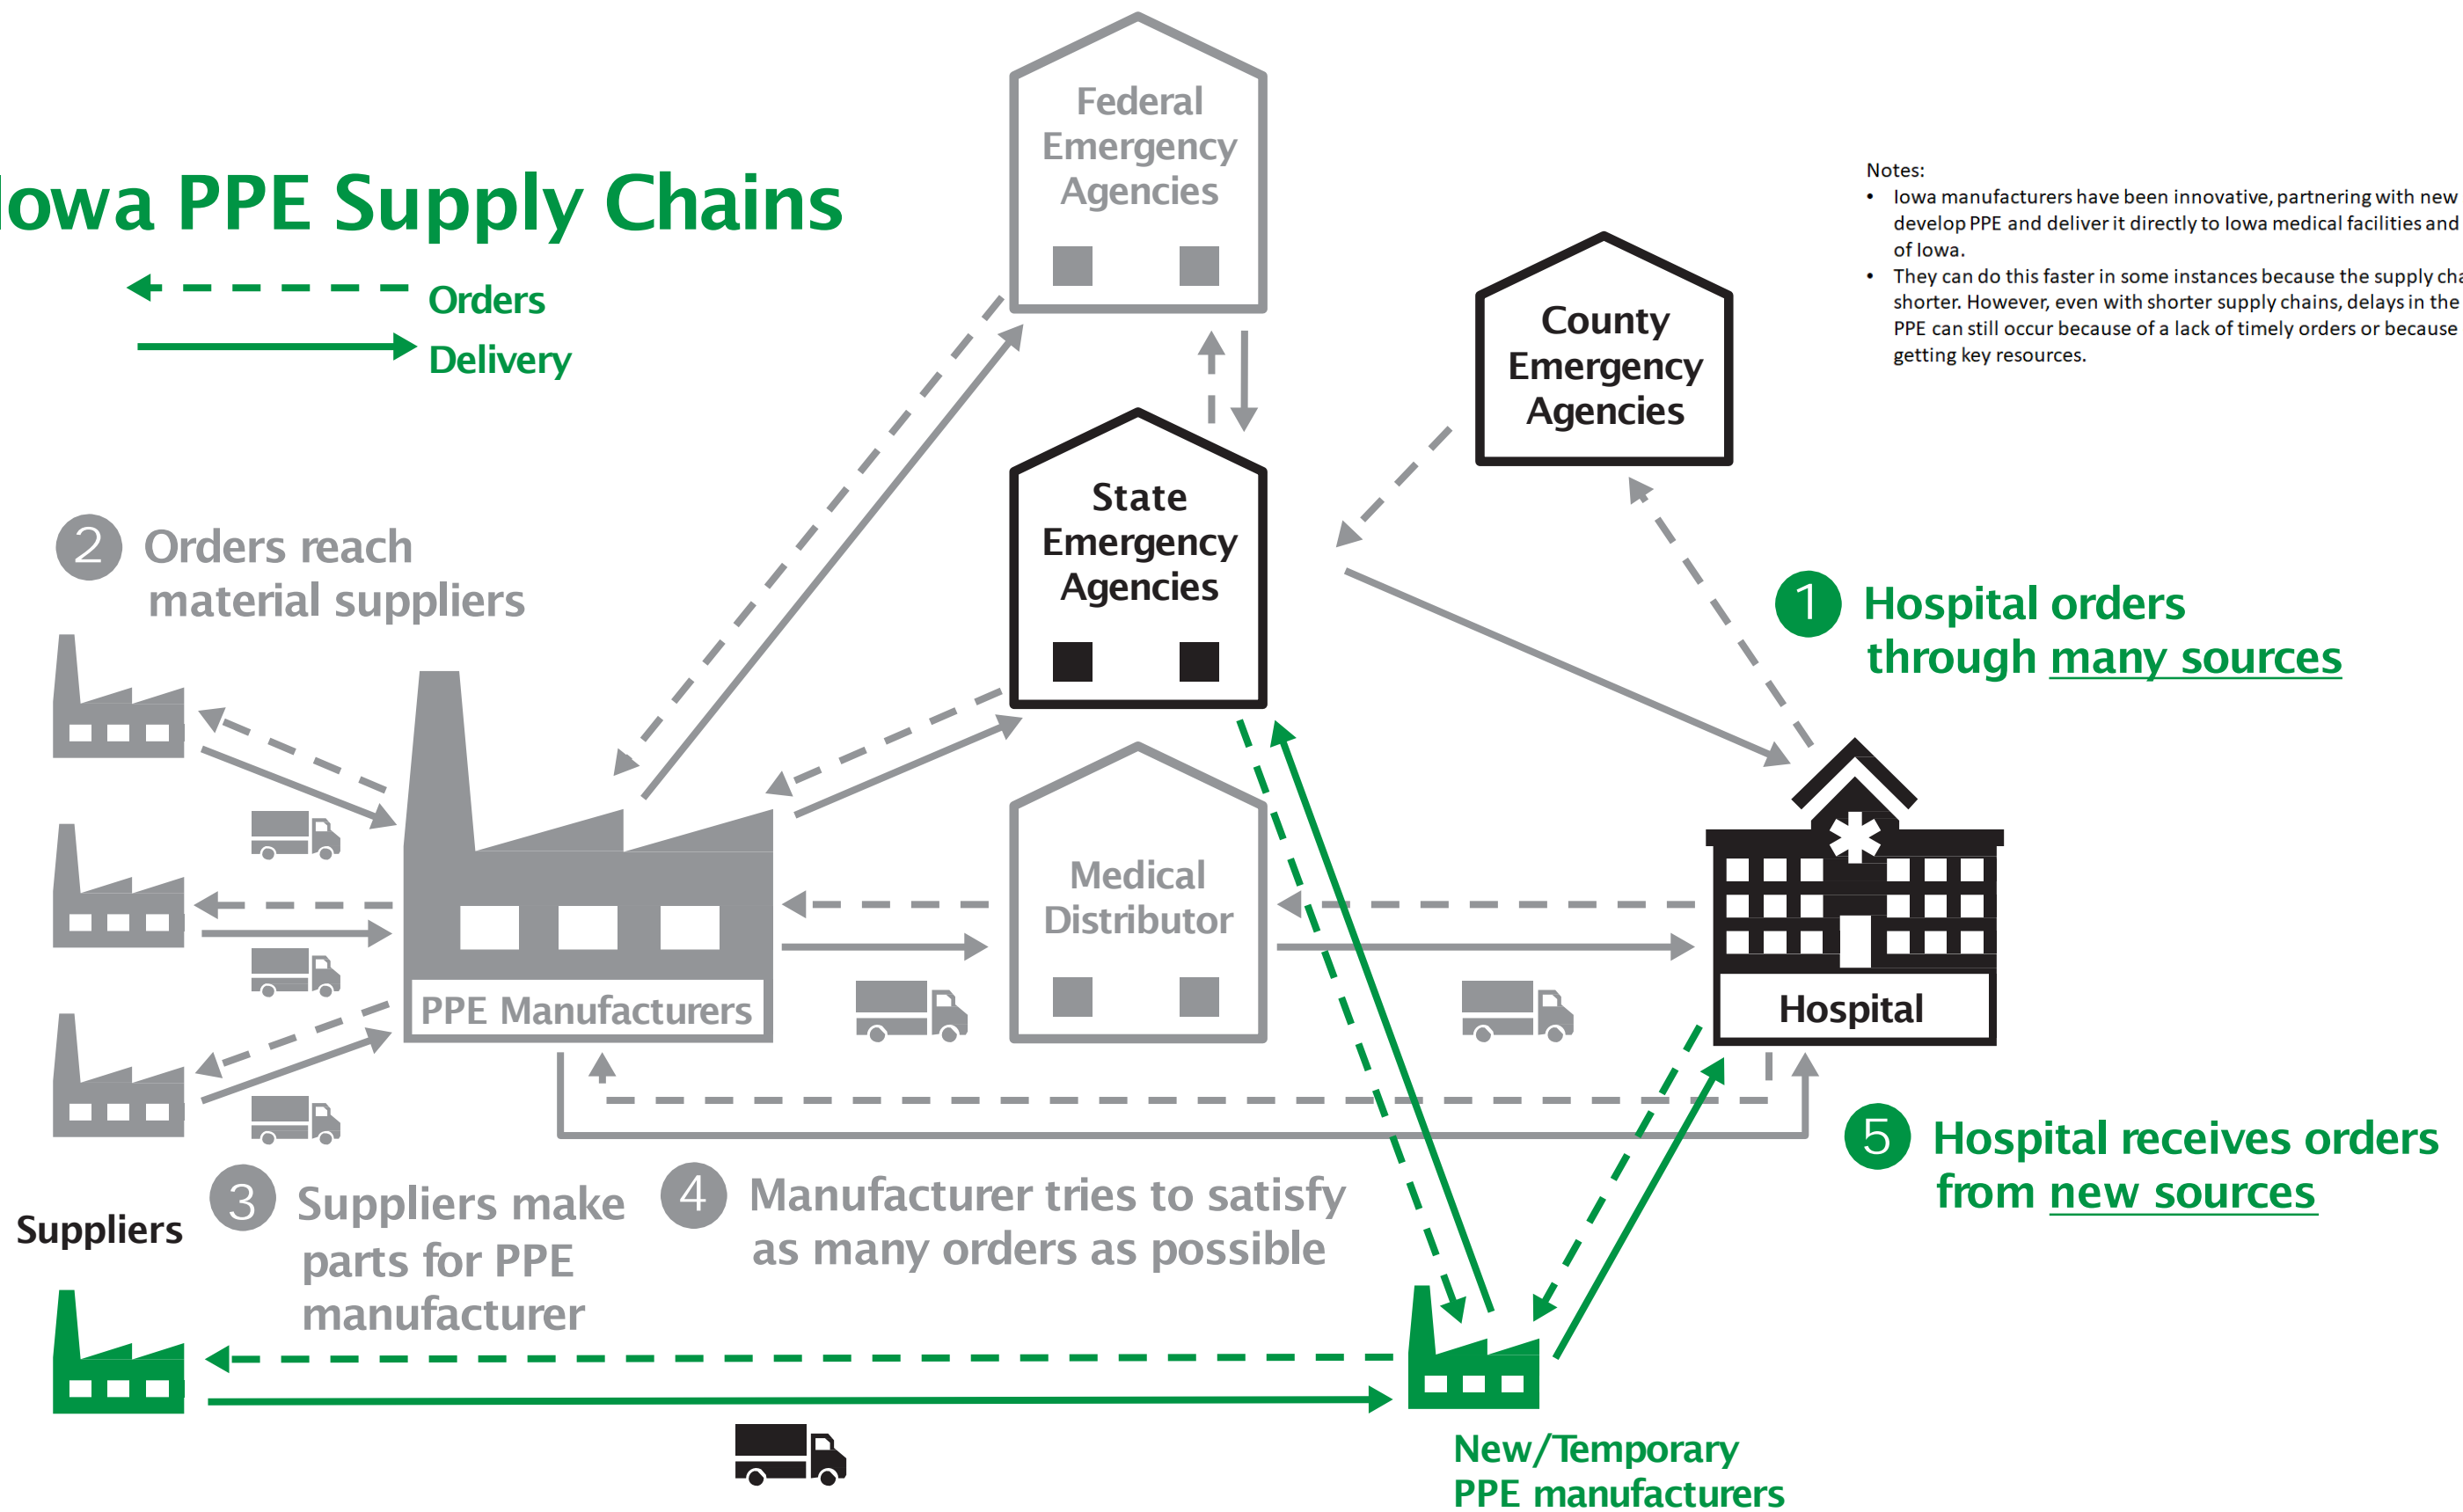 Iowa PPE Supply Chains
Orders
Delivery
Federal
Emergency
Agencies
County
Emergency
Agencies
State
Emergency
Agencies
Notes:
• Iowa manufacturers have been innovative, partnering with new
develop PPE and deliver it directly to Iowa medical facilities and
of Iowa.
• They can do this faster in some instances because the supply
shorter. However, even with shorter supply chains, delays in the
PPE can still occur because of a lack of timely orders or because
getting key resources.
1 Hospital orders
through many sources
2 Orders reach
material suppliers
Medical
Distributor
PPE Manufacturers
Hospital
3 Suppliers make
parts for PPE
manufacturer
4 Manufacturer tries to satisfy
as many orders as possible
5 Hospital receives orders
from new sources
Suppliers
New/Temporary
PPE manufacturers